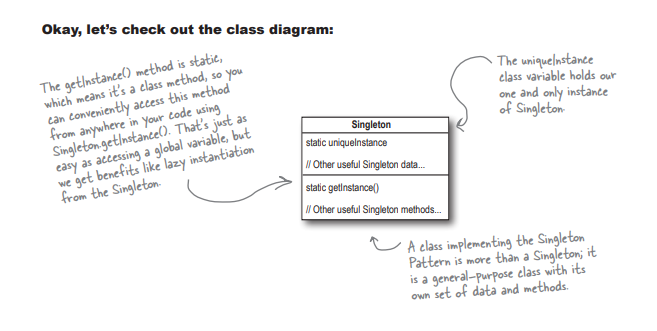 Okay, let's check out the class diagram:
The getInstance() method is static,
which means it's a class method, so you
can conveniently access this method
from anywhere in your code using
Singleton.getInstance(). That's just as
easy as accessing a global variable, but
we get benefits like lazy instantiation
from the Singleton.
The uniqueInstance
class variable holds our
one and only instance
of Singleton.
Singleton
static uniqueInstance
// Other useful Singleton data...
static getInstance()
// Other useful Singleton methods...
A class implementing the Singleton
Pattern is more than a Singleton; it
is a general-purpose class with its
own set of data and methods.